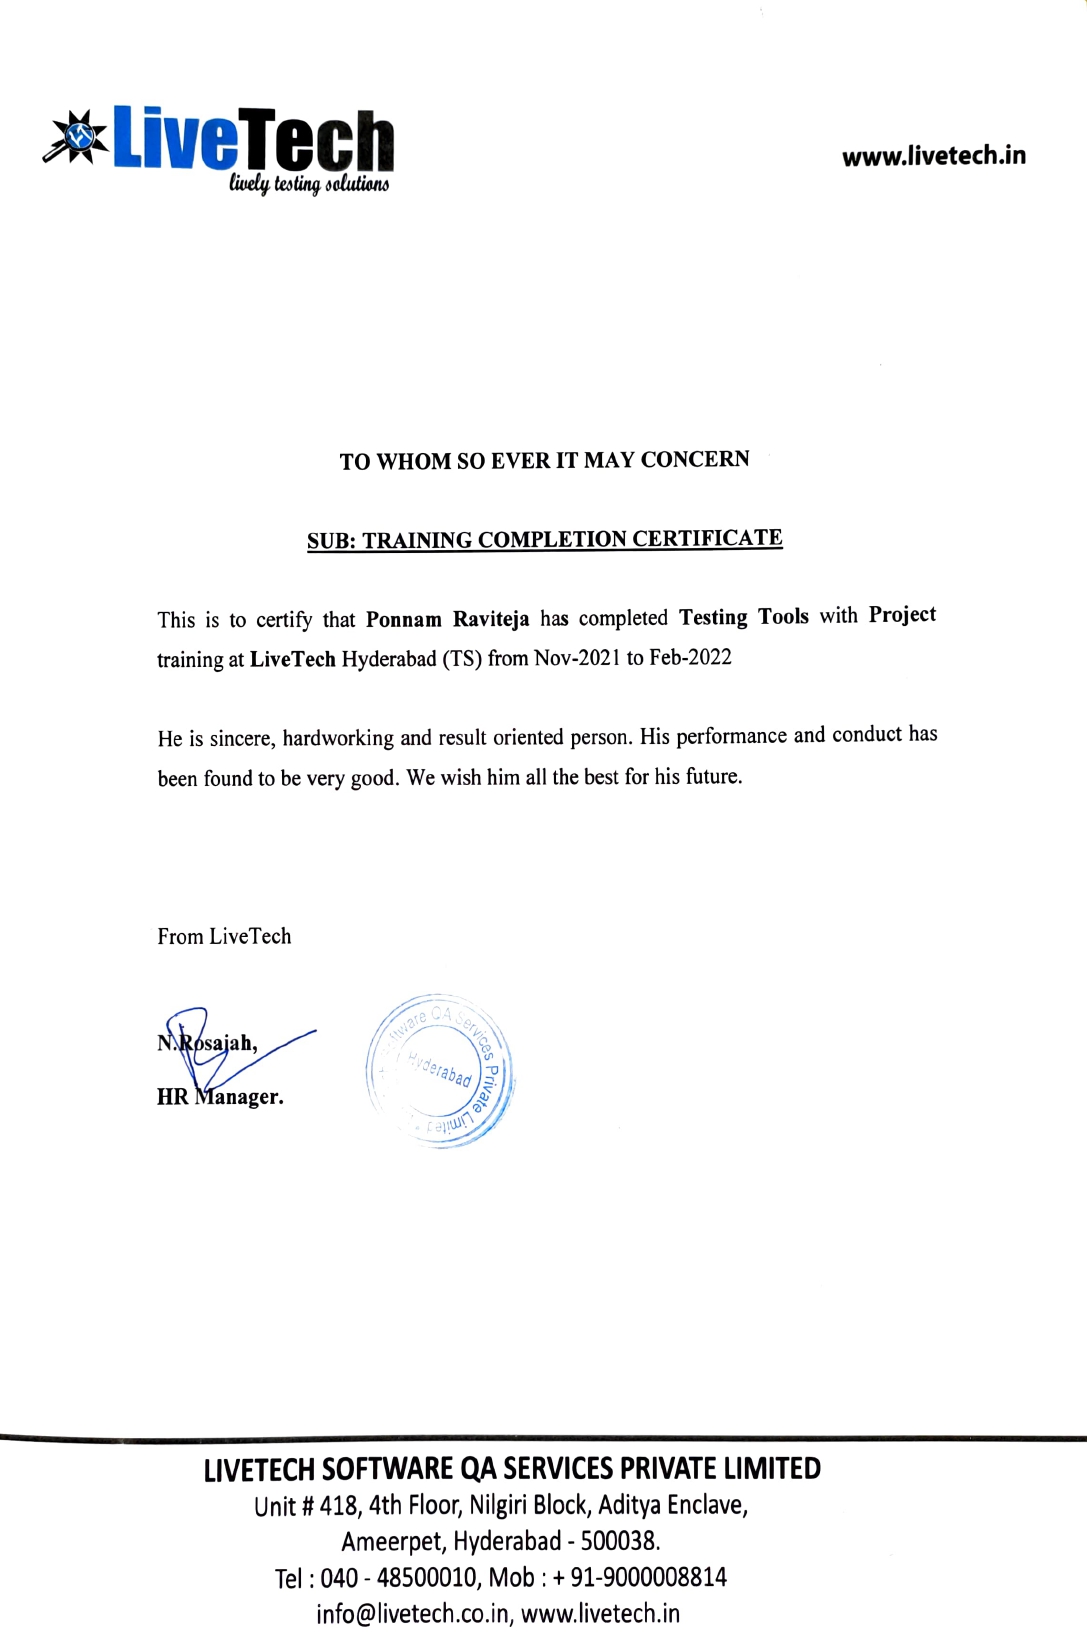 LiveTech
lively testing solutions
www.livetech.in
TO WHOM SO EVER IT MAY CONCERN
SUB: TRAINING COMPLETION CERTIFICATE
This is to certify that Ponnam Raviteja has completed Testing Tools with Project
training at LiveTech Hyderabad (TS) from Nov-2021 to Feb-2022
He is sincere, hardworking and result oriented person. His performance and conduct has
been found to be very good. We wish him all the best for his future.
From LiveTech
N.Rosajah,
HR Manager.
Software QA Services Private Limited
Hyderabad
LIVETECH SOFTWARE QA SERVICES PRIVATE LIMITED
Unit # 418, 4th Floor, Nilgiri Block, Aditya Enclave,
Ameerpet, Hyderabad - 500038.
Tel : 040 - 48500010, Mob : + 91-9000008814
info@livetech.co.in, www.livetech.in